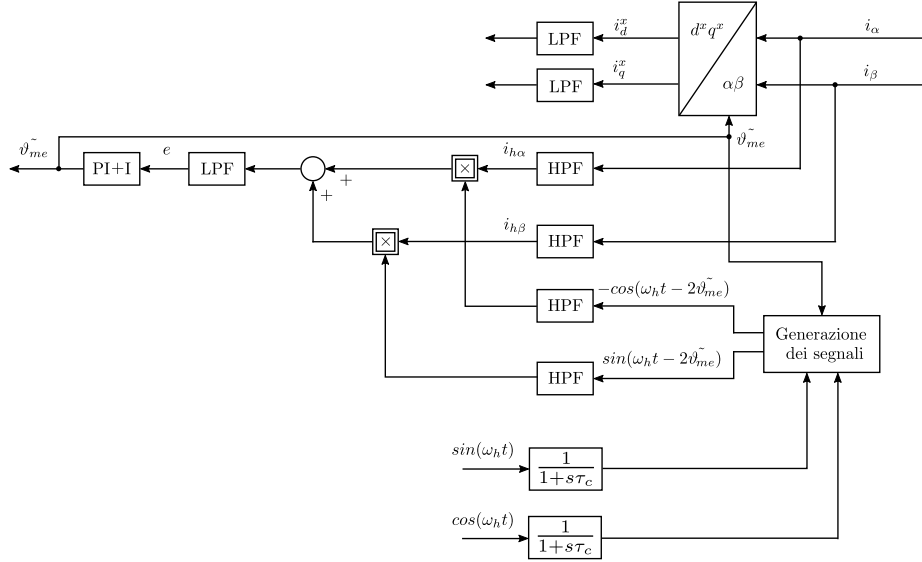 LPF
i_d^x
d^x q^x
i_α
LPF
i_q^x
αβ
i_β
ϑ̃_me
e
i_hα
ϑ̃_me
PI+I
LPF
+
×
HPF
+
i_hβ
×
HPF
HPF
−cos(ω_h t − 2ϑ̃_me)
Generazione
dei segnali
HPF
sin(ω_h t − 2ϑ̃_me)
sin(ω_h t)
1
1+sτ_c
cos(ω_h t)
1
1+sτ_c